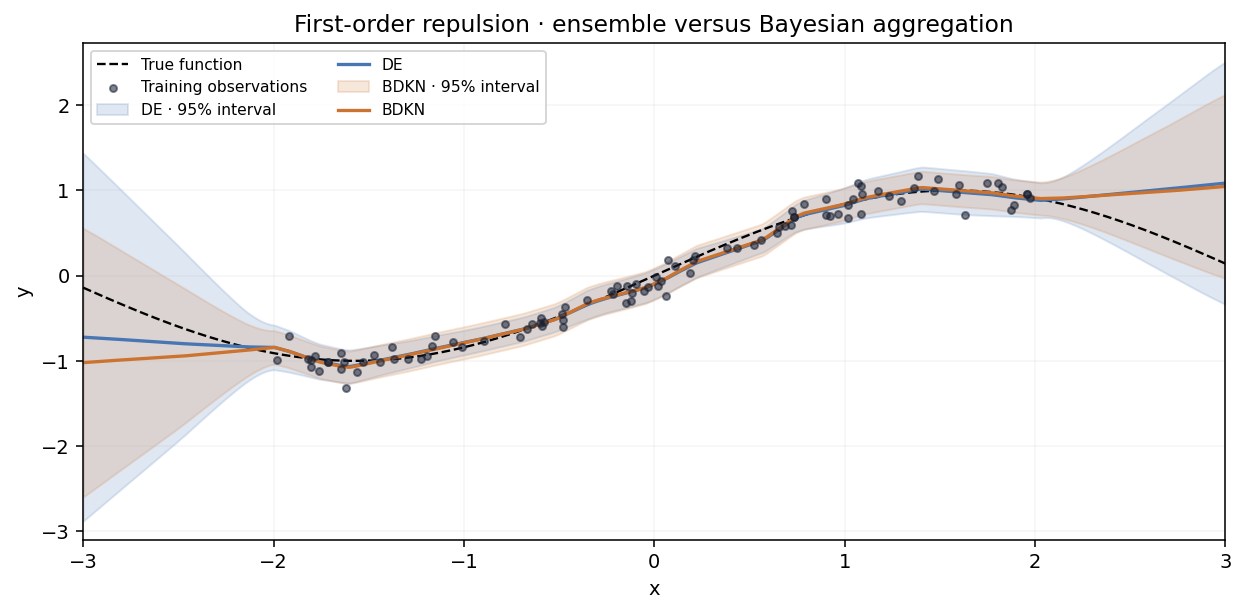 First-order repulsion · ensemble versus Bayesian aggregation
True function
Training observations
DE · 95% interval
DE
BDKN · 95% interval
BDKN
y
2
1
0
−1
−2
−3
−3 −2 −1 0 1 2 3
x